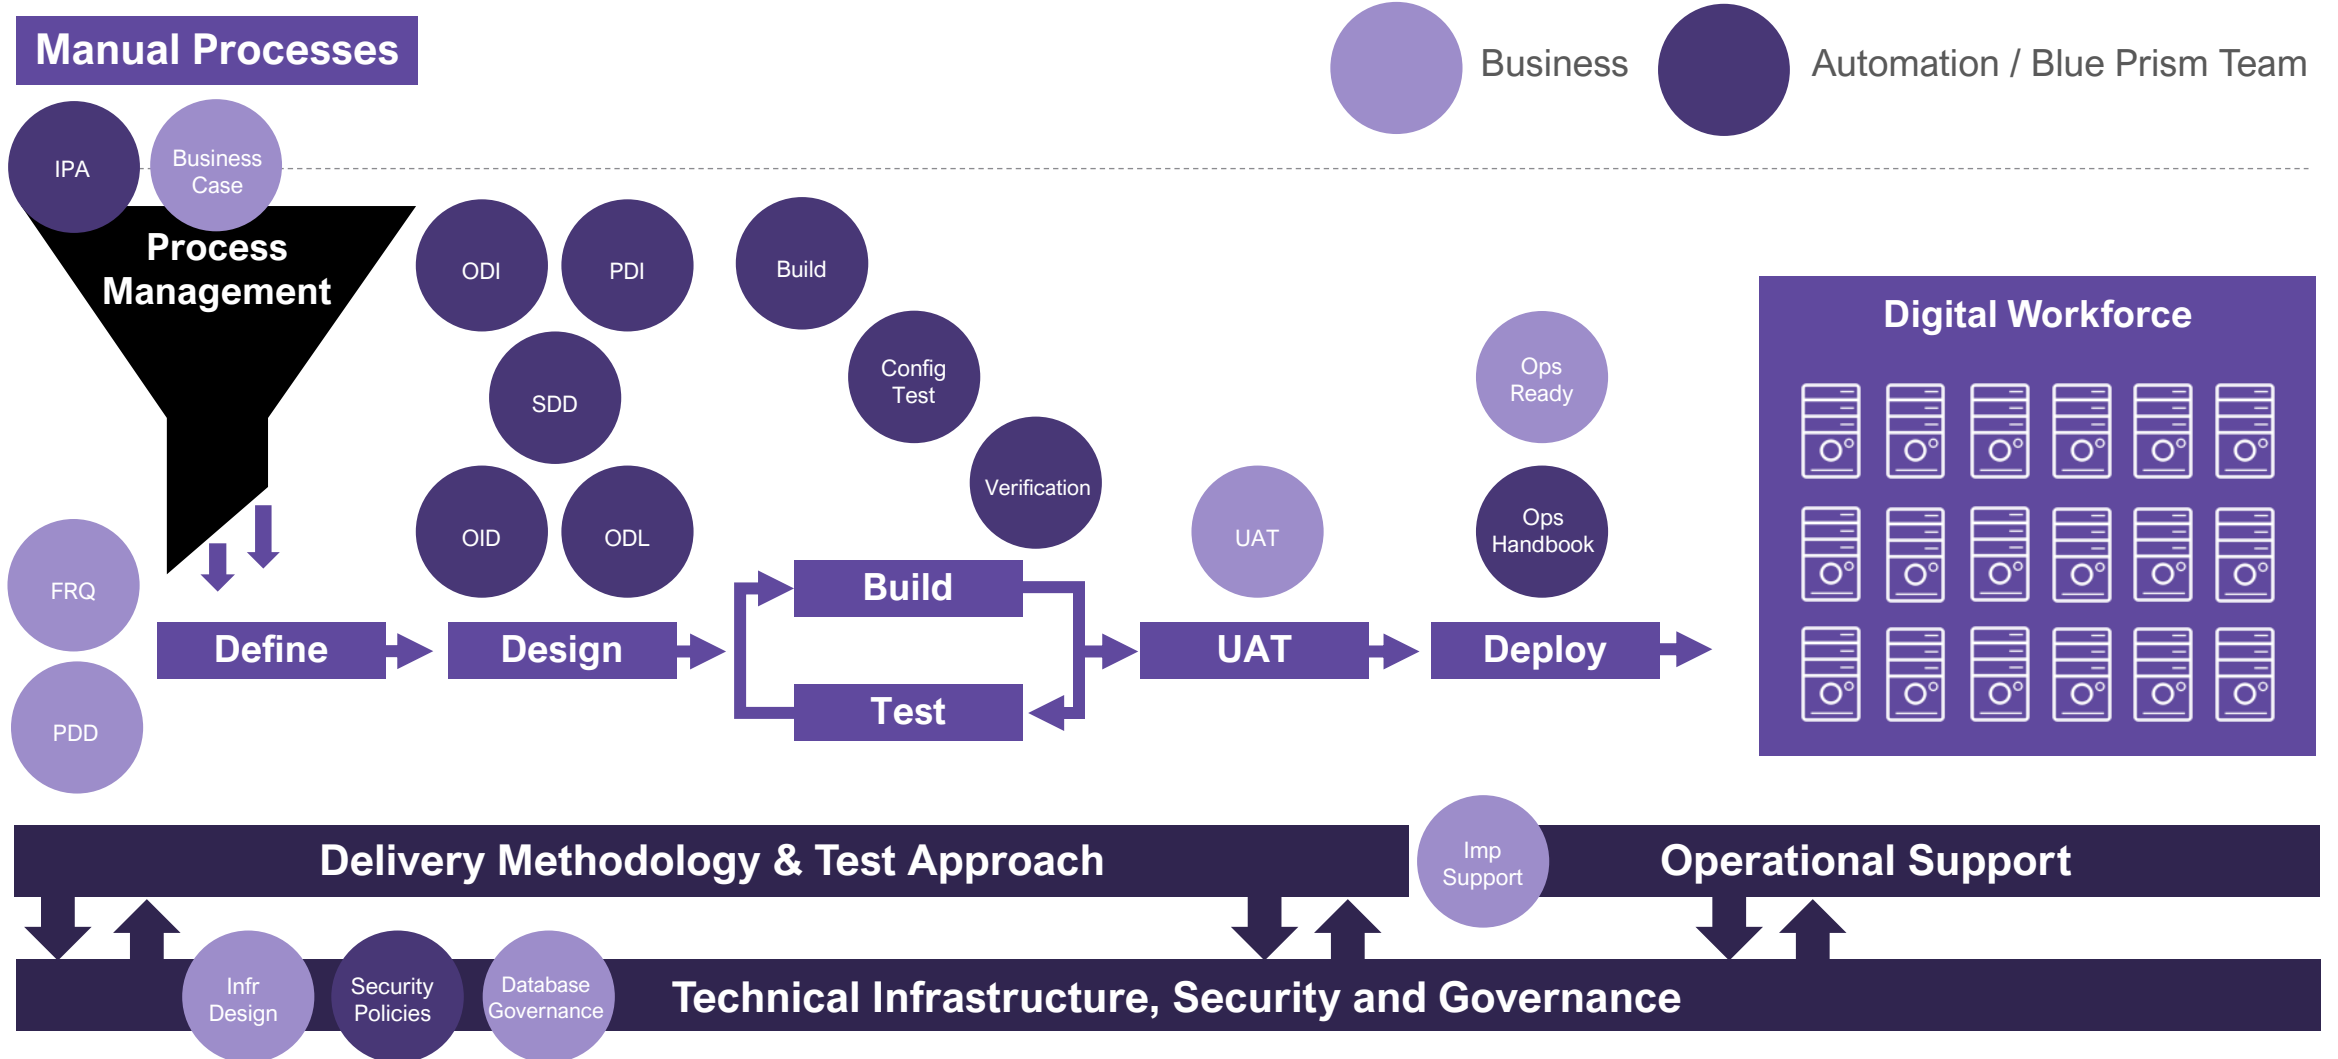 Manual Processes
Business
Automation / Blue Prism Team
IPA
Business
Case
Process
Management
ODI
PDI
Build
SDD
Config
Test
OID
ODL
Verification
UAT
Ops
Ready
Ops
Handbook
Digital Workforce
FRQ
PDD
Define
Design
Build
Test
UAT
Deploy
Delivery Methodology & Test Approach
Imp
Support
Operational Support
Infr
Design
Security
Policies
Database
Governance
Technical Infrastructure, Security and Governance